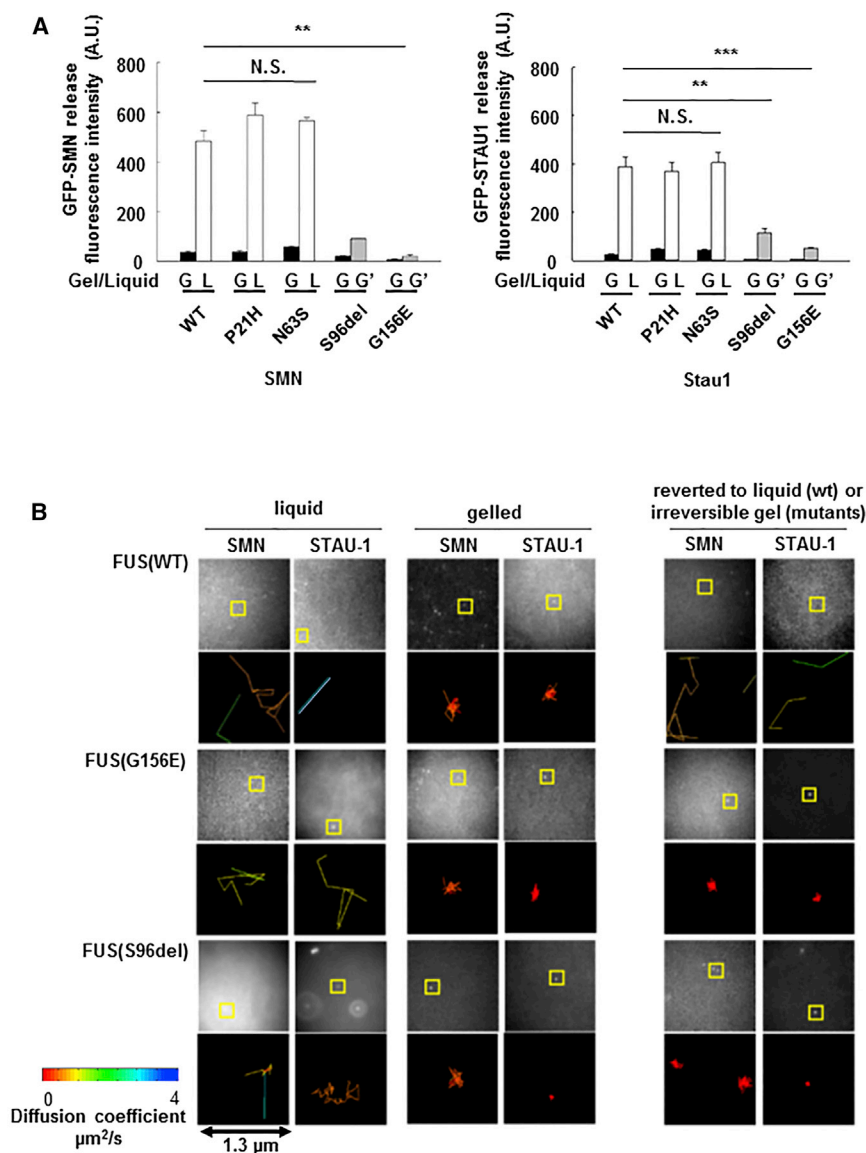 A
GFP-SMN release
fluorescence intensity (A.U.)
800
600
400
200
0
**
N.S.
Gel/Liquid G L G L G L G G' G G'
WT P21H N63S S96del G156E
SMN
GFP-STAU1 release
fluorescence intensity (A.U.)
800
600
400
200
0
***
**
N.S.
Gel/Liquid G L G L G L G G' G G'
WT P21H N63S S96del G156E
Stau1
B
liquid gelled reverted to liquid (wt) or
irreversible gel (mutants)
SMN STAU-1 SMN STAU-1 SMN STAU-1
FUS(WT)
FUS(G156E)
FUS(S96del)
0 4
Diffusion coefficient
µm²/s
1.3 µm